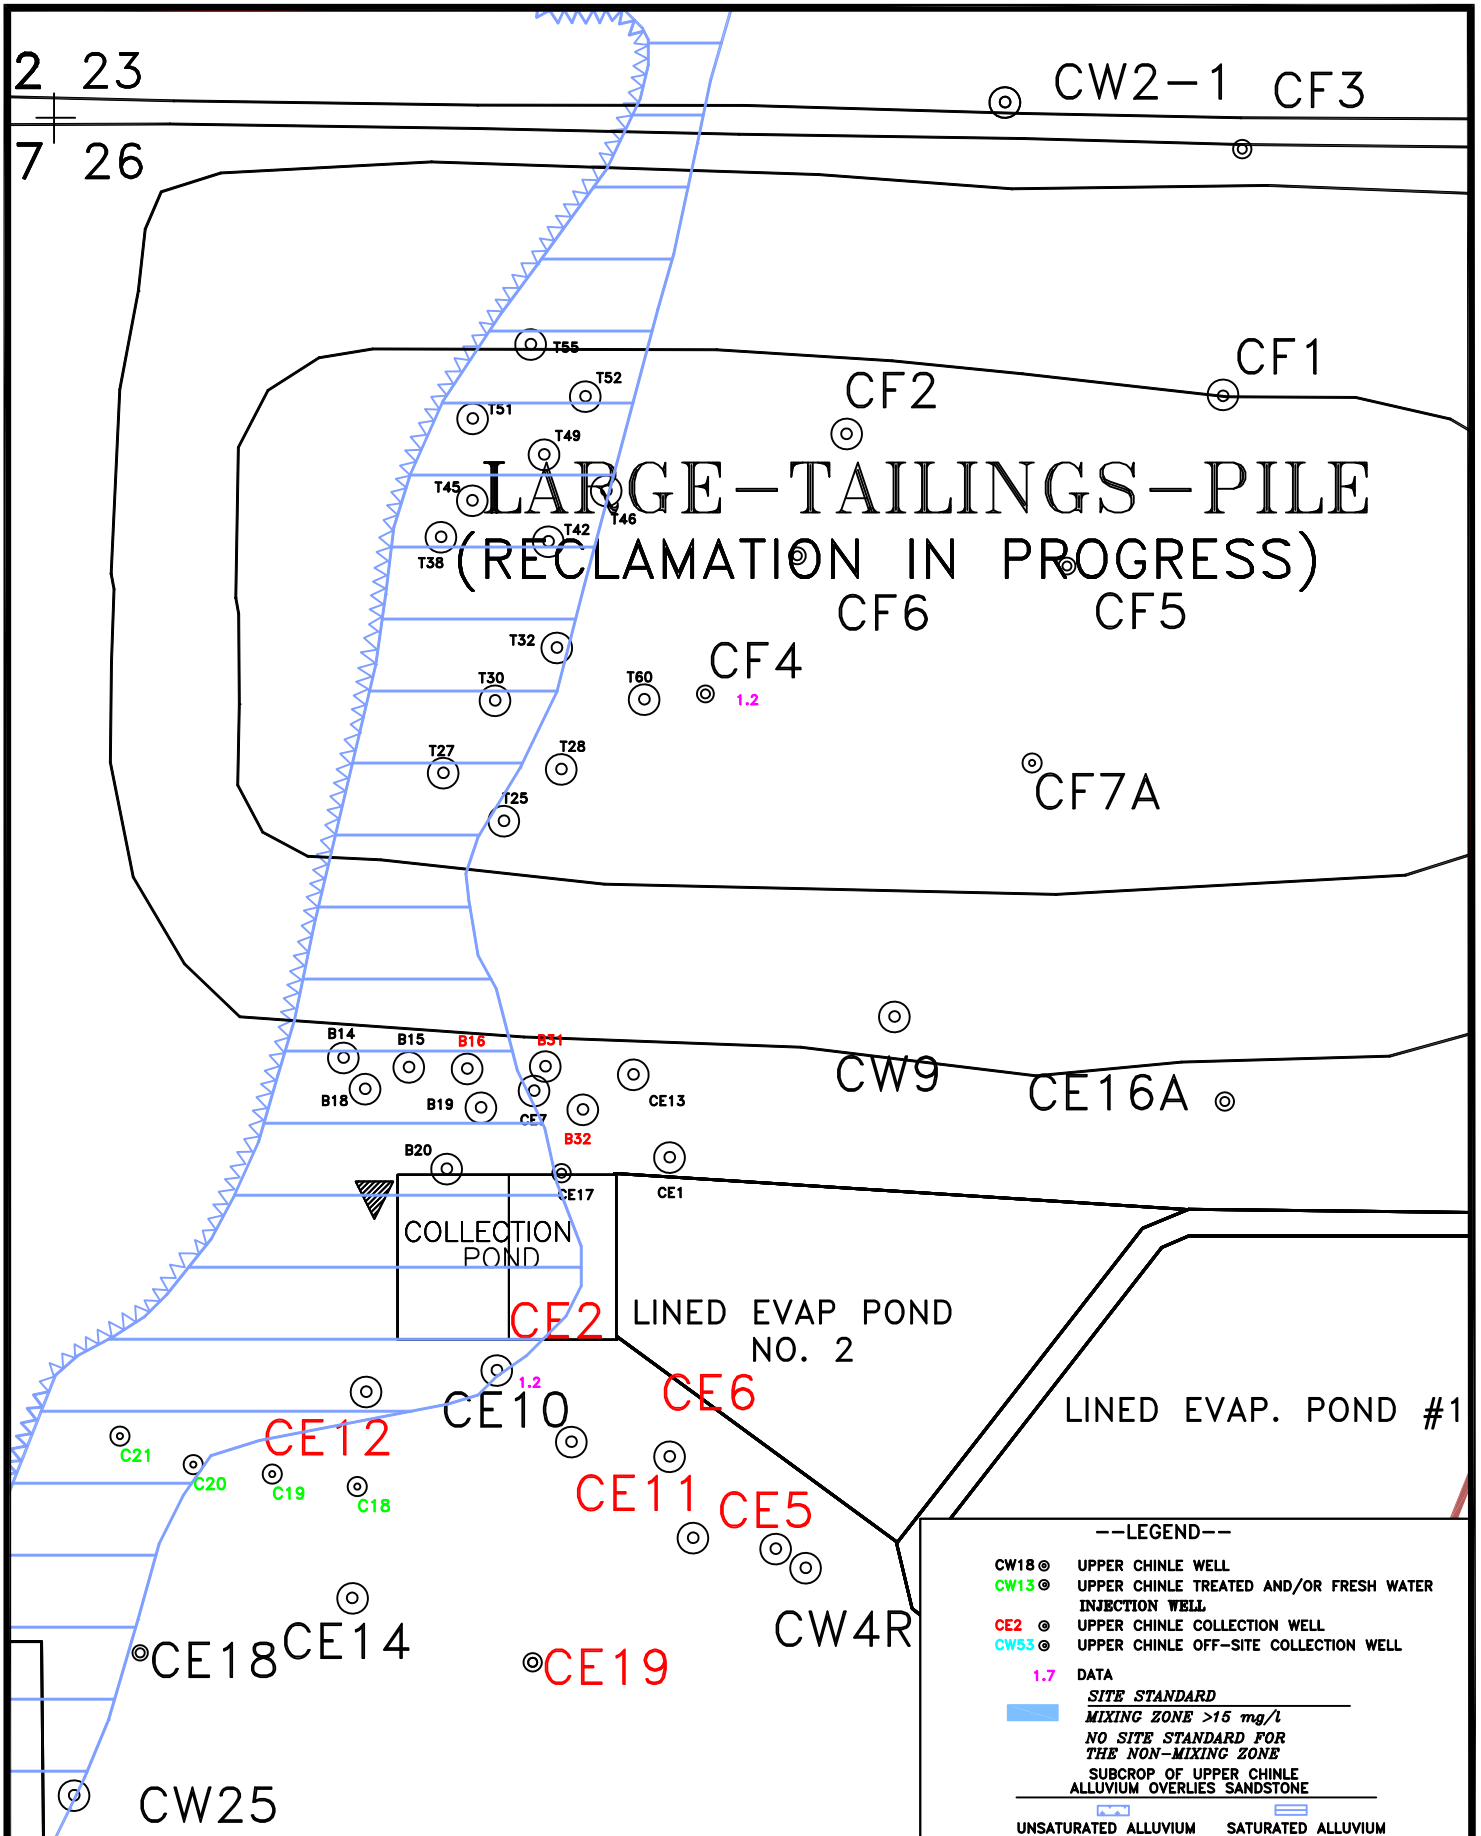 2 23
CW2-1 CF3
7 26
CF1
T55
T52
CF2
T51
T49
LARGE-TAILINGS-PILE
T45
T46
T42
(RECLAMATION IN PROGRESS)
T38
CF6
CF5
T32
CF4
T30
T60
1.2
T27
T28
CF7A
T25
B14
B15
B16
B31
CW9
CE16A
B18
B19
CE13
CE7
B32
B20
CE17
CE1
COLLECTION
POND
CE2
LINED EVAP POND
NO. 2
1.2
CE6
CE10
LINED EVAP. POND #1
CE12
C21
C20
C19
C18
CE11
CE5
CW4R
CE14
CE18
CE19
CW25
--LEGEND--
CW18 UPPER CHINLE WELL
CW13 UPPER CHINLE TREATED AND/OR FRESH WATER
INJECTION WELL
CE2 UPPER CHINLE COLLECTION WELL
CW53 UPPER CHINLE OFF-SITE COLLECTION WELL
1.7 DATA
SITE STANDARD
MIXING ZONE >15 mg/l
NO SITE STANDARD FOR
THE NON-MIXING ZONE
SUBCROP OF UPPER CHINLE
ALLUVIUM OVERLIES SANDSTONE
UNSATURATED ALLUVIUM SATURATED ALLUVIUM